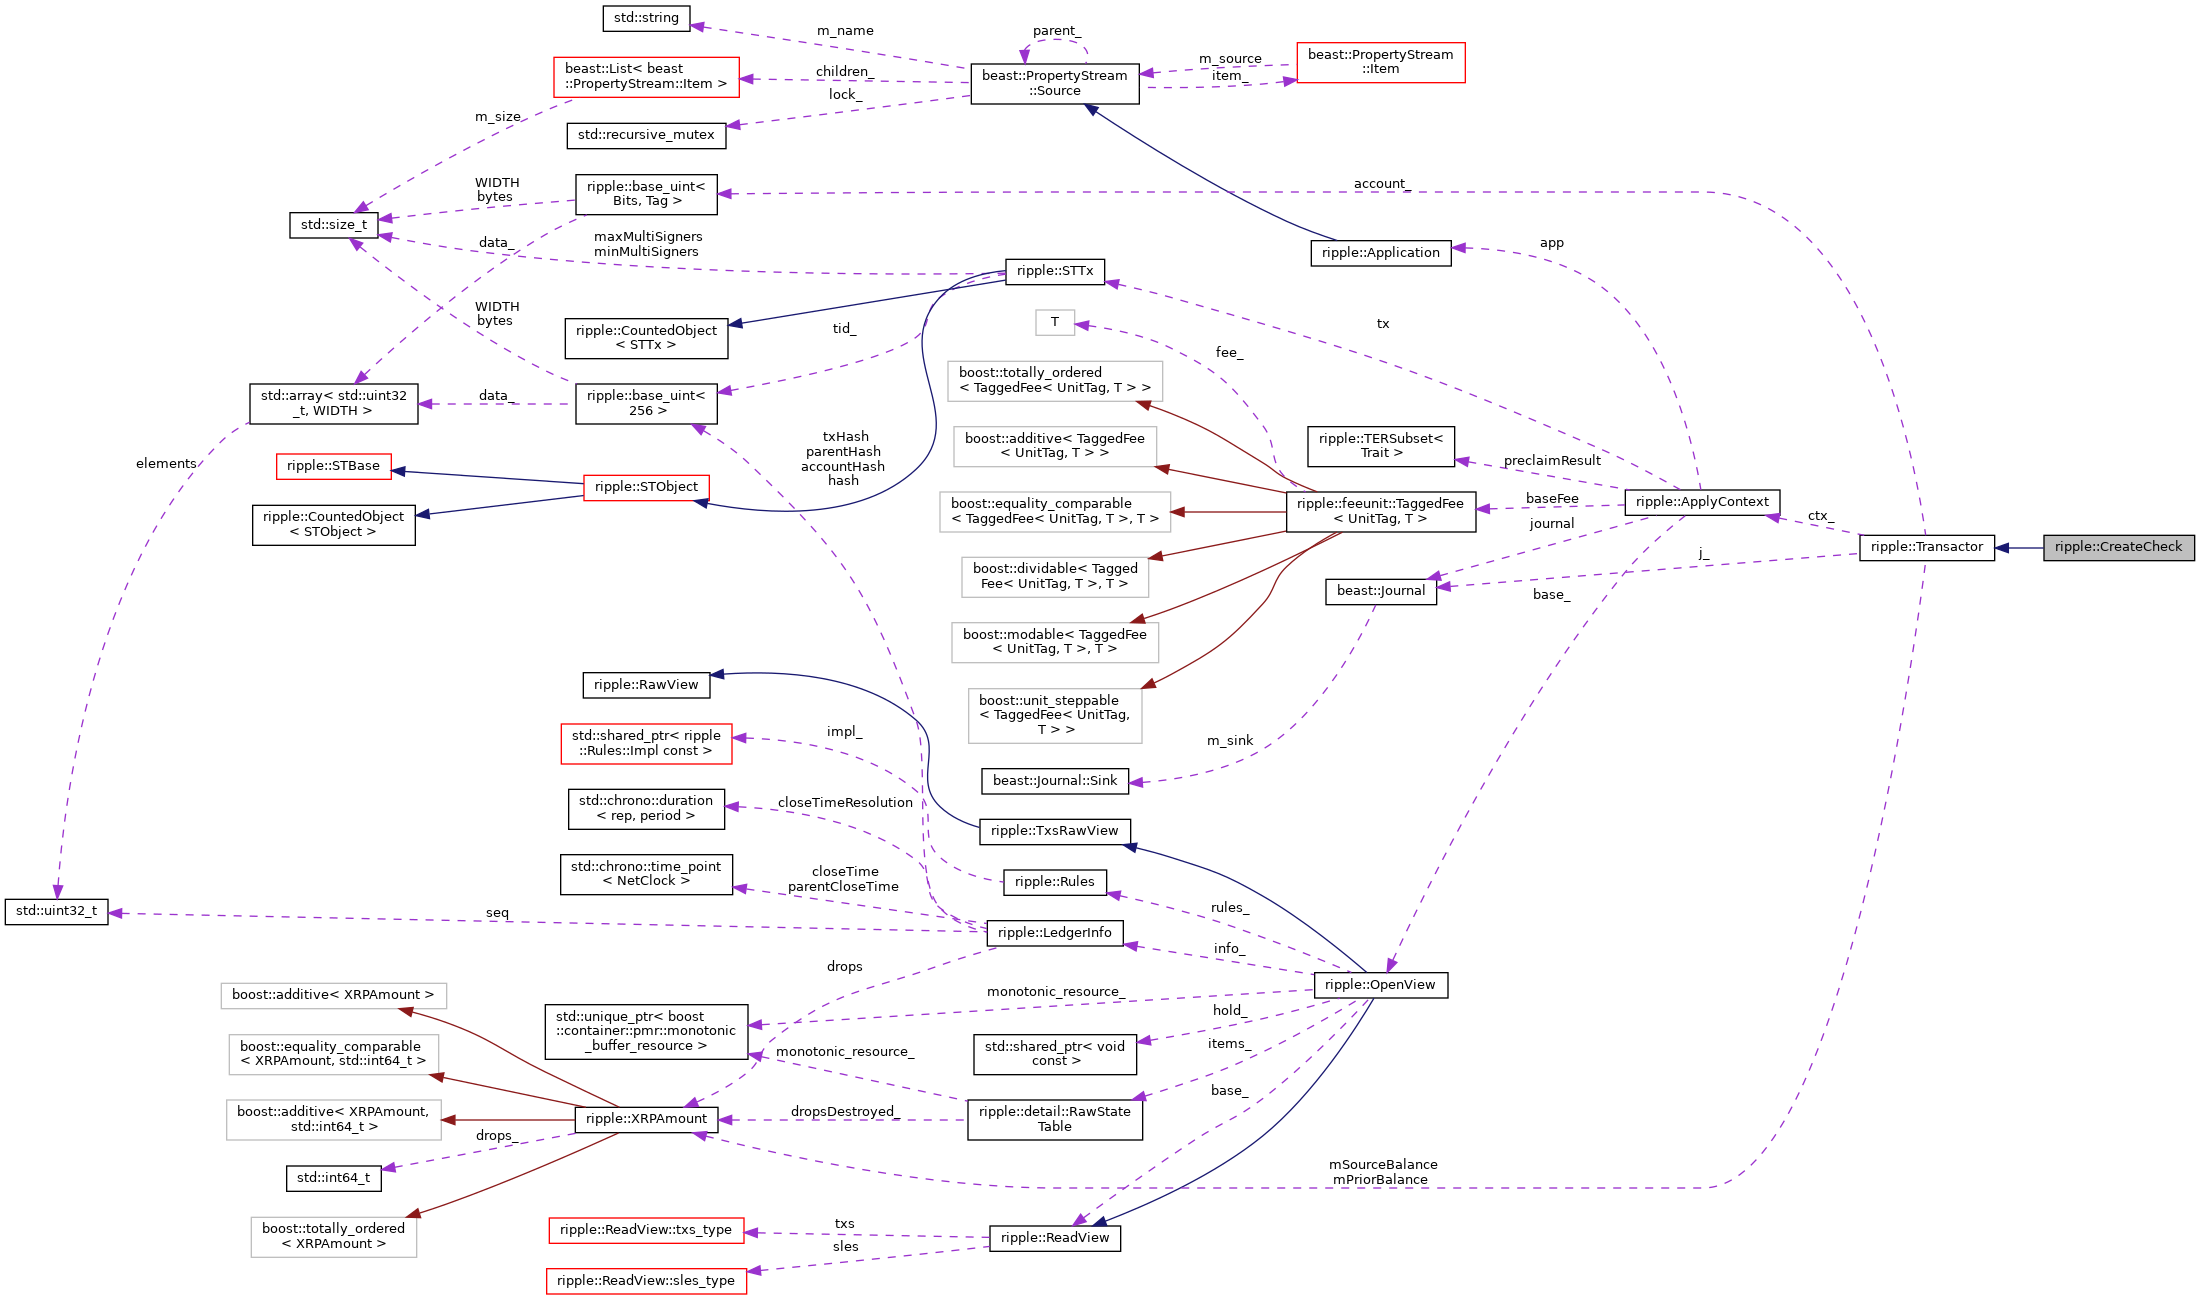 std::string
m_name
parent_
beast::PropertyStream
::Item
m_source
item_
beast::List< beast
::PropertyStream::Item >
children_
beast::PropertyStream
::Source
lock_
m_size
std::recursive_mutex
WIDTH
bytes
ripple::base_uint<
Bits, Tag >
account_
std::size_t
data_
maxMultiSigners
minMultiSigners
ripple::Application
app
ripple::STTx
WIDTH
bytes
ripple::CountedObject
< STTx >
tid_
T
tx
fee_
boost::totally_ordered
< TaggedFee< UnitTag, T > >
std::array< std::uint32
_t, WIDTH >
data_
ripple::base_uint<
256 >
txHash
parentHash
accountHash
hash
boost::additive< TaggedFee
< UnitTag, T > >
ripple::TERSubset<
Trait >
elements
ripple::STBase
preclaimResult
ripple::STObject
boost::equality_comparable
< TaggedFee< UnitTag, T >, T >
ripple::feeunit::TaggedFee
< UnitTag, T >
baseFee
ripple::ApplyContext
ripple::CountedObject
< STObject >
journal
ctx_
ripple::Transactor
ripple::CreateCheck
j_
boost::dividable< Tagged
Fee< UnitTag, T >, T >
beast::Journal
base_
boost::modable< TaggedFee
< UnitTag, T >, T >
ripple::RawView
boost::unit_steppable
< TaggedFee< UnitTag,
T > >
std::shared_ptr< ripple
::Rules::Impl const >
impl_
m_sink
beast::Journal::Sink
std::chrono::duration
< rep, period >
closeTimeResolution
ripple::TxsRawView
std::chrono::time_point
< NetClock >
closeTime
parentCloseTime
ripple::Rules
rules_
std::uint32_t
seq
ripple::LedgerInfo
info_
drops
boost::additive< XRPAmount >
monotonic_resource_
ripple::OpenView
std::unique_ptr< boost
::container::pmr::monotonic
_buffer_resource >
hold_
boost::equality_comparable
< XRPAmount, std::int64_t >
monotonic_resource_
std::shared_ptr< void
const >
items_
base_
boost::additive< XRPAmount,
std::int64_t >
ripple::XRPAmount
dropsDestroyed_
ripple::detail::RawState
Table
drops_
std::int64_t
mSourceBalance
mPriorBalance
boost::totally_ordered
< XRPAmount >
ripple::ReadView::txs_type
txs
ripple::ReadView
sles
ripple::ReadView::sles_type